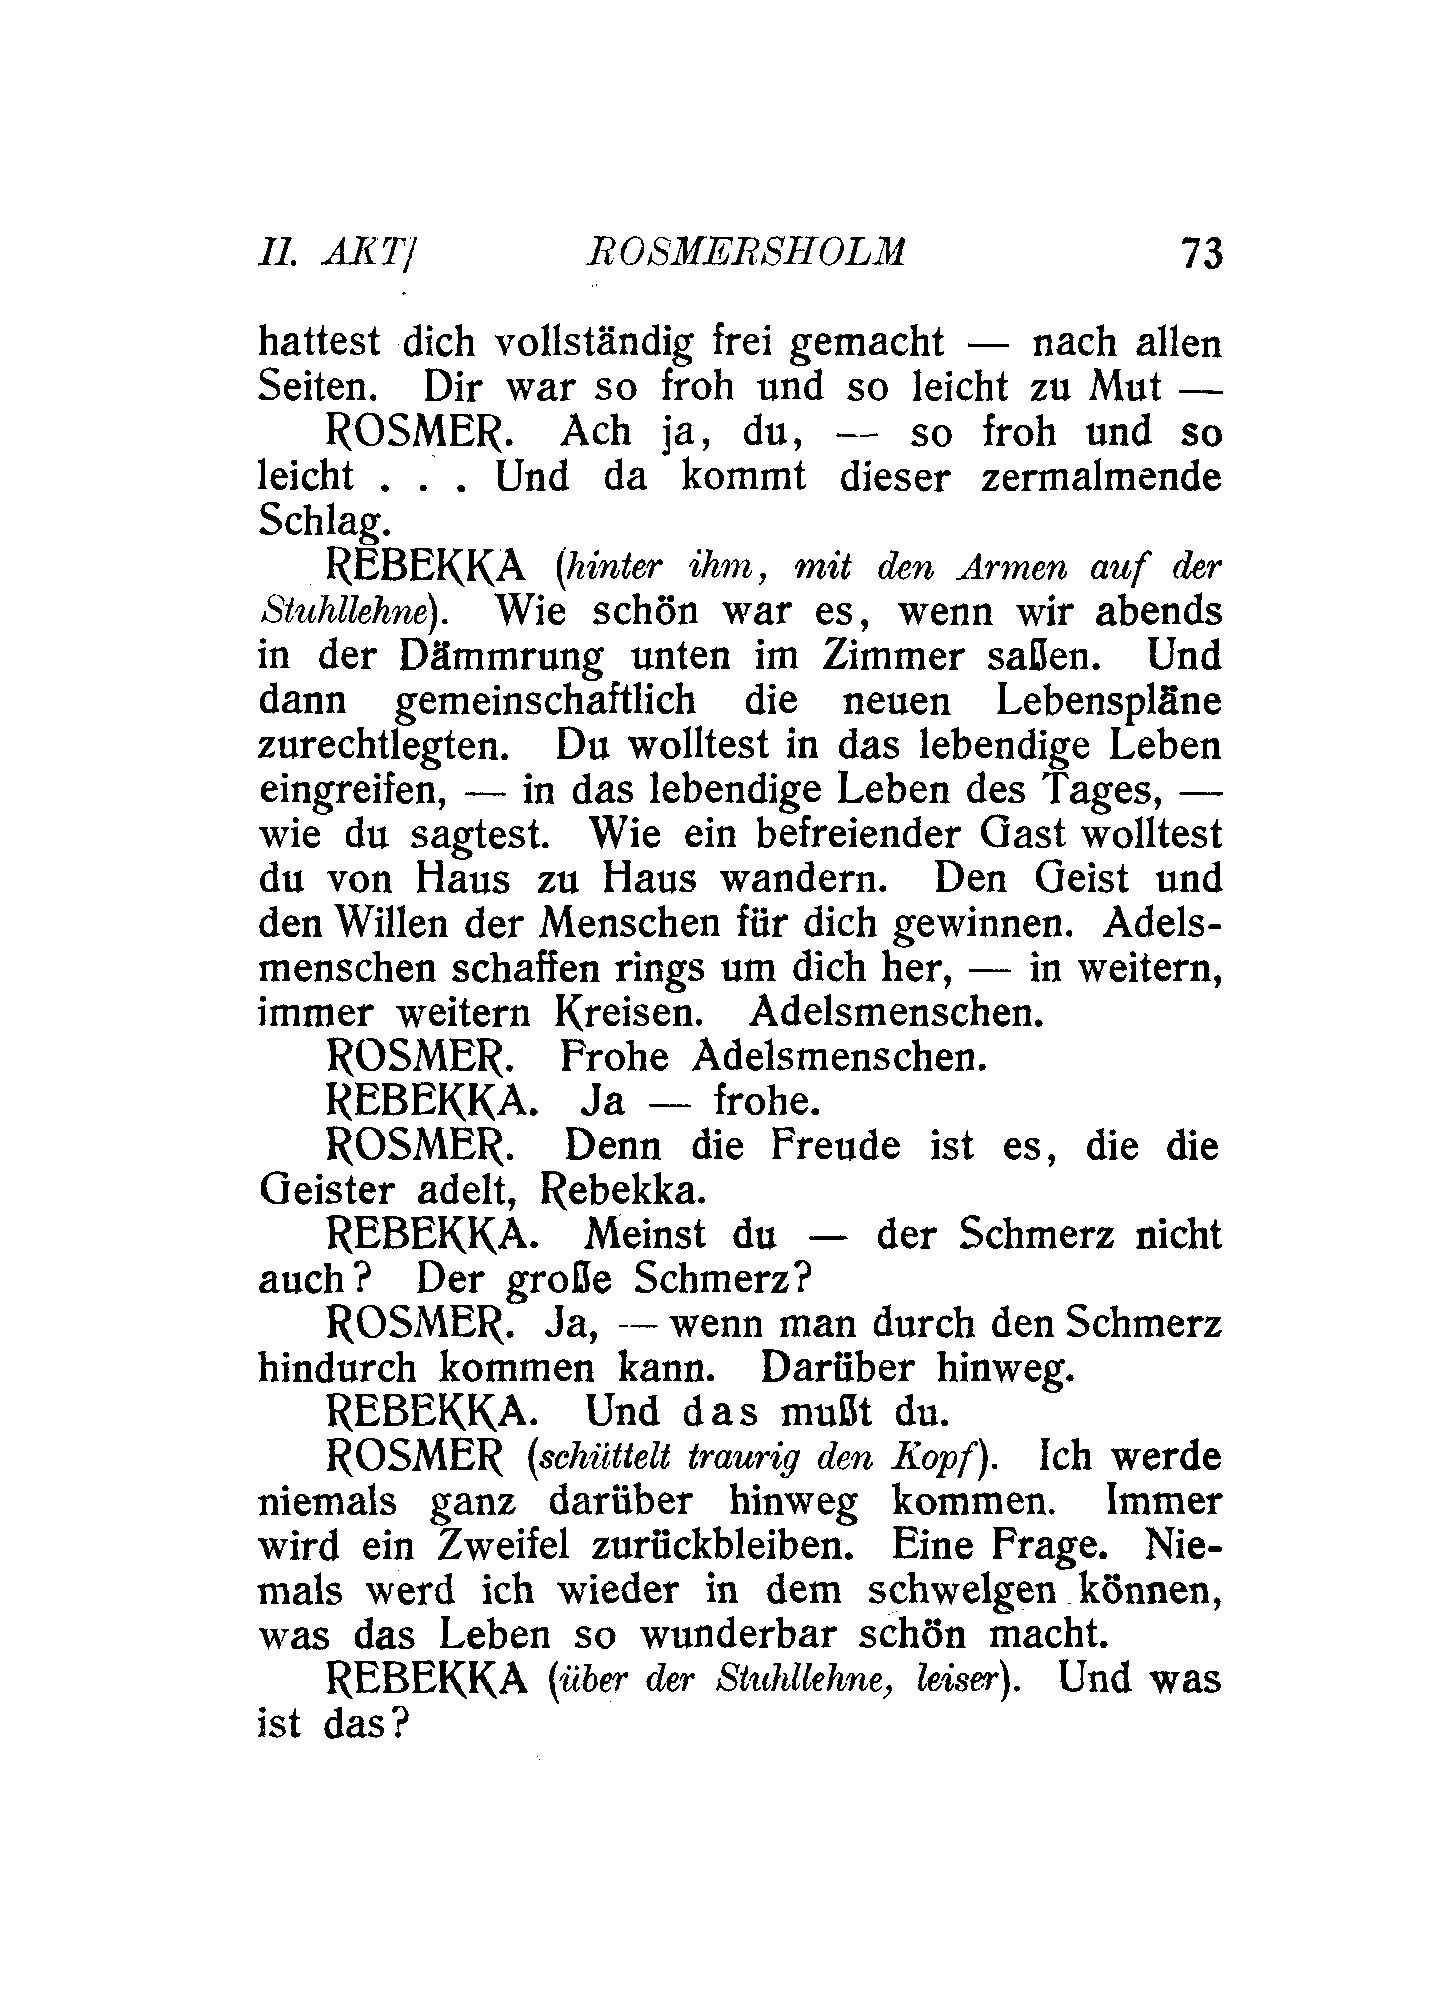 II. AKT/ ROSMERSHOLM 73
hattest dich vollständig frei gemacht — nach allen
Seiten. Dir war so froh und so leicht zu Mut —
ROSMER. Ach ja, du, — so froh und so
leicht . . . Und da kommt dieser zermalmende
Schlag.
REBEKKA (hinter ihm, mit den Armen auf der
Stuhllehne). Wie schön war es, wenn wir abends
in der Dämmrung unten im Zimmer saßen. Und
dann gemeinschaftlich die neuen Lebenspläne
zurechtlegten. Du wolltest in das lebendige Leben
eingreifen, — in das lebendige Leben des Tages, —
wie du sagtest. Wie ein befreiender Gast wolltest
du von Haus zu Haus wandern. Den Geist und
den Willen der Menschen für dich gewinnen. Adels-
menschen schaffen rings um dich her, — in weitern,
immer weitern Kreisen. Adelsmenschen.
ROSMER. Frohe Adelsmenschen.
REBEKKA. Ja — frohe.
ROSMER. Denn die Freude ist es, die die
Geister adelt, Rebekka.
REBEKKA. Meinst du — der Schmerz nicht
auch? Der große Schmerz?
ROSMER. Ja, — wenn man durch den Schmerz
hindurch kommen kann. Darüber hinweg.
REBEKKA. Und das mußt du.
ROSMER (schüttelt traurig den Kopf). Ich werde
niemals ganz darüber hinweg kommen. Immer
wird ein Zweifel zurückbleiben. Eine Frage. Nie-
mals werd ich wieder in dem schwelgen können,
was das Leben so wunderbar schön macht.
REBEKKA (über der Stuhllehne, leiser). Und was
ist das?